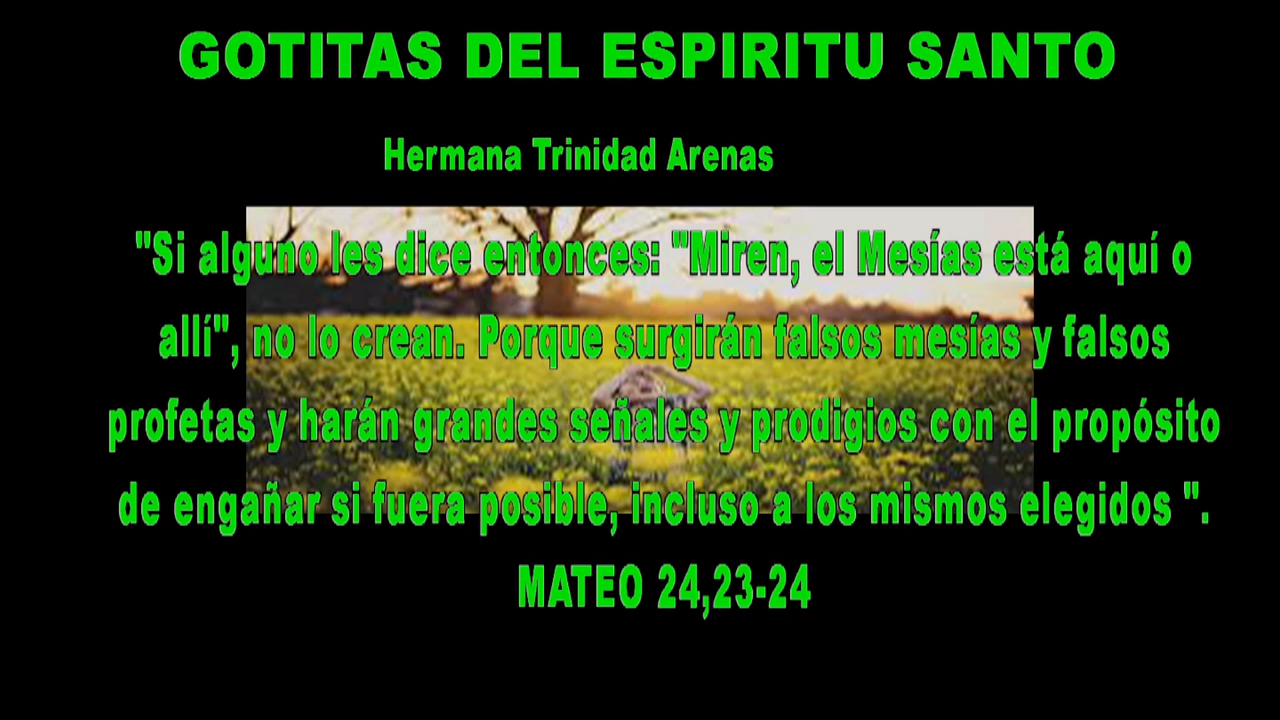 GOTITAS DEL ESPIRITU SANTO
Hermana Trinidad Arenas
"Si alguno les dice entonces: "Miren, el Mesías está aquí o
allí", no lo crean. Porque surgirán falsos mesías y falsos
profetas y harán grandes señales y prodigios con el propósito
de engañar si fuera posible, incluso a los mismos elegidos ".
MATEO 24,23-24